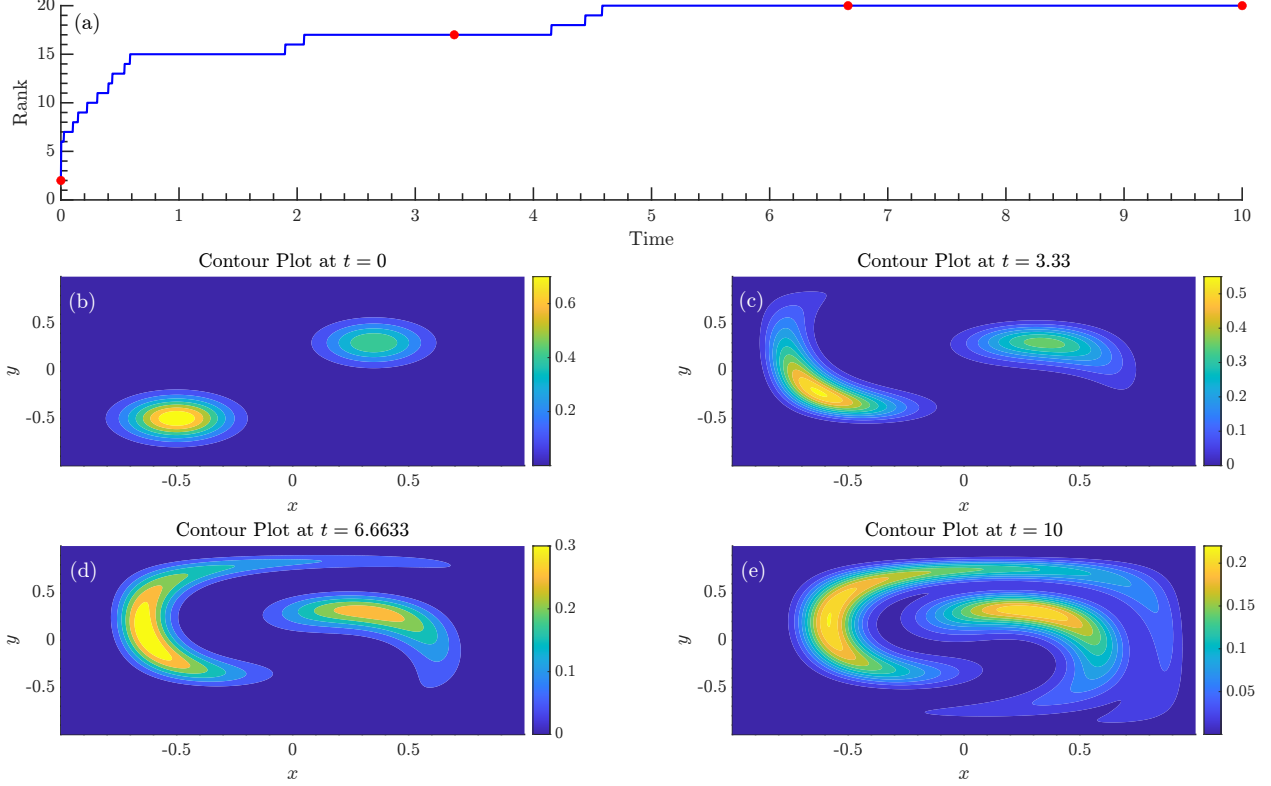 20
15
10
5
0
Rank
(a)
0 1 2 3 4 5 6 7 8 9 10
Time
Contour Plot at t = 0
(b)
0.5
0
-0.5
y
-0.5 0 0.5
x
0.6
0.4
0.2
Contour Plot at t = 3.33
(c)
0.5
0
-0.5
y
-0.5 0 0.5
x
0.5
0.4
0.3
0.2
0.1
0
Contour Plot at t = 6.6633
(d)
0.5
0
-0.5
y
-0.5 0 0.5
x
0.3
0.2
0.1
0
Contour Plot at t = 10
(e)
0.5
0
-0.5
y
-0.5 0 0.5
x
0.2
0.15
0.1
0.05